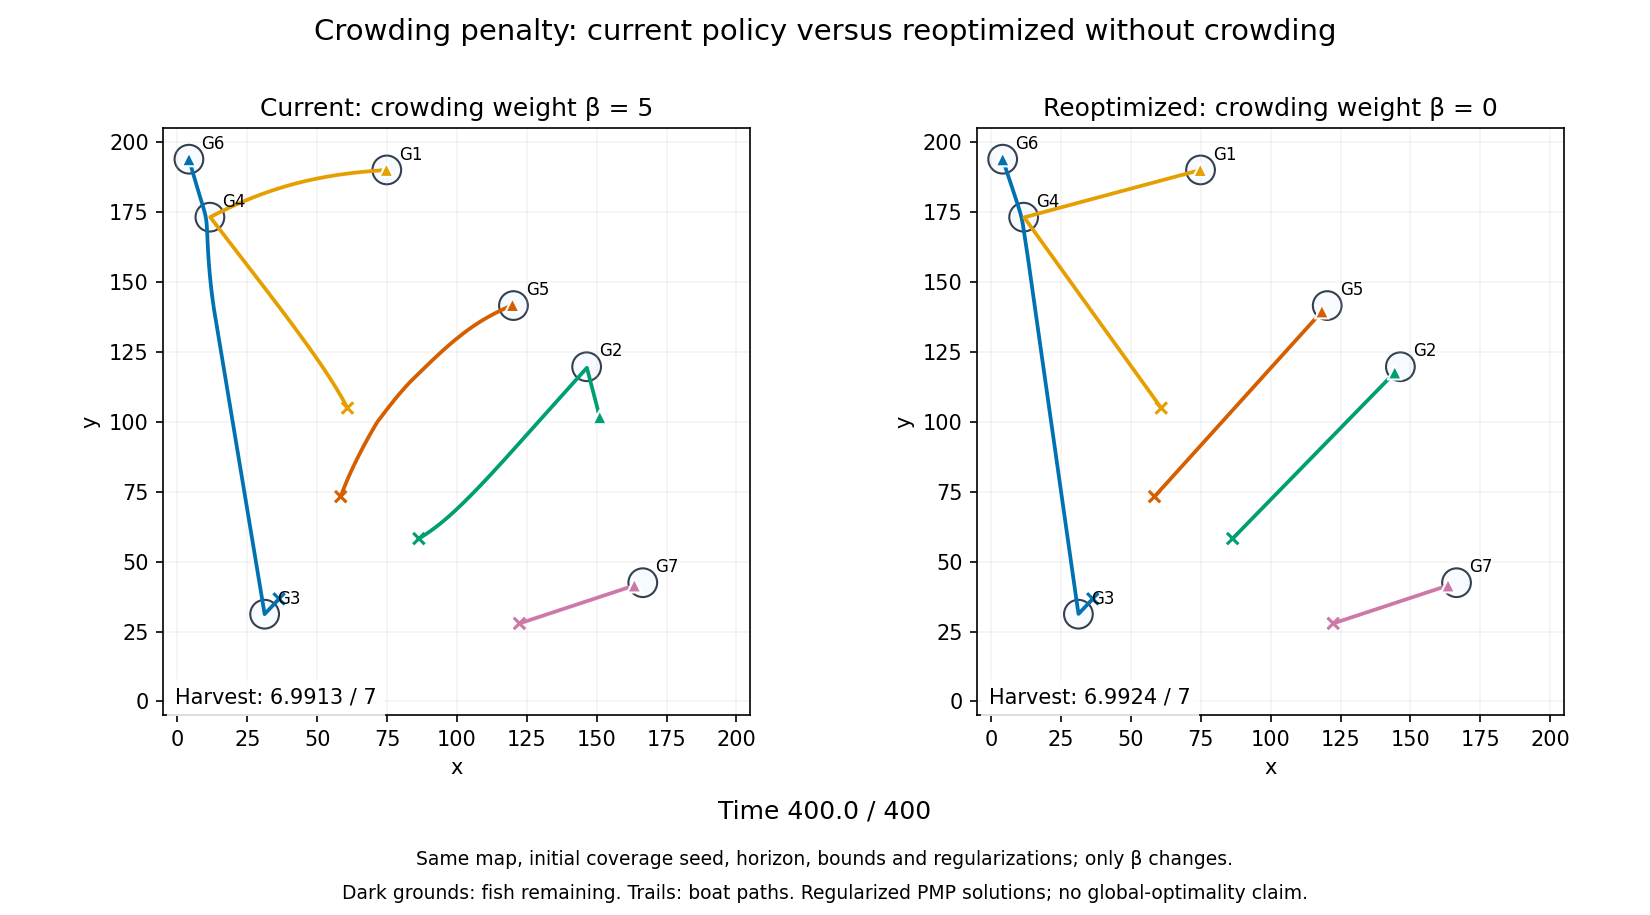 Crowding penalty: current policy versus reoptimized without crowding
Current: crowding weight β = 5
G6
G1
G4
G5
G2
G7
G3
200
175
150
125
100
75
50
25
0
y
Harvest: 6.9913 / 7
0 25 50 75 100 125 150 175 200
x
Reoptimized: crowding weight β = 0
G6
G1
G4
G5
G2
G7
G3
200
175
150
125
100
75
50
25
0
y
Harvest: 6.9924 / 7
0 25 50 75 100 125 150 175 200
x
Time 400.0 / 400
Same map, initial coverage seed, horizon, bounds and regularizations; only β changes.
Dark grounds: fish remaining. Trails: boat paths. Regularized PMP solutions; no global-optimality claim.